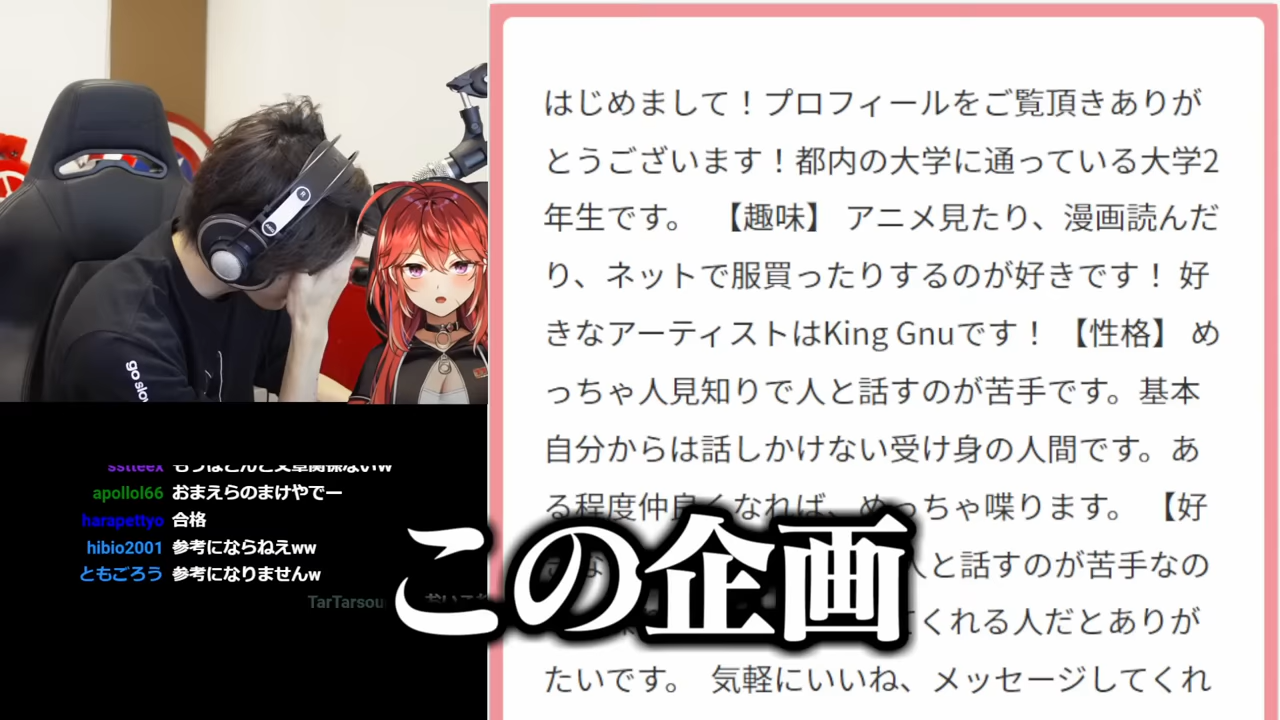 はじめまして！プロフィールをご覧頂きありが
とうございます！都内の大学に通っている大学2
年生です。 【趣味】 アニメ見たり、漫画読んだ
り、ネットで服買ったりするのが好きです！ 好
きなアーティストはKing Gnuです！ 【性格】 め
っちゃ人見知りで人と話すのが苦手です。基本
自分からは話しかけない受け身の人間です。あ
る程度仲良くなれば、めっちゃ喋ります。 【好
人と話すのが苦手なの
てくれる人だとありが
たいです。 気軽にいいね、メッセージしてくれ
go slow
apollol66 おまえらのまけやでー
harapettyo 合格
hibio2001 参考にならねえww
ともごろう 参考になりませんw
TarTarsou
この企画